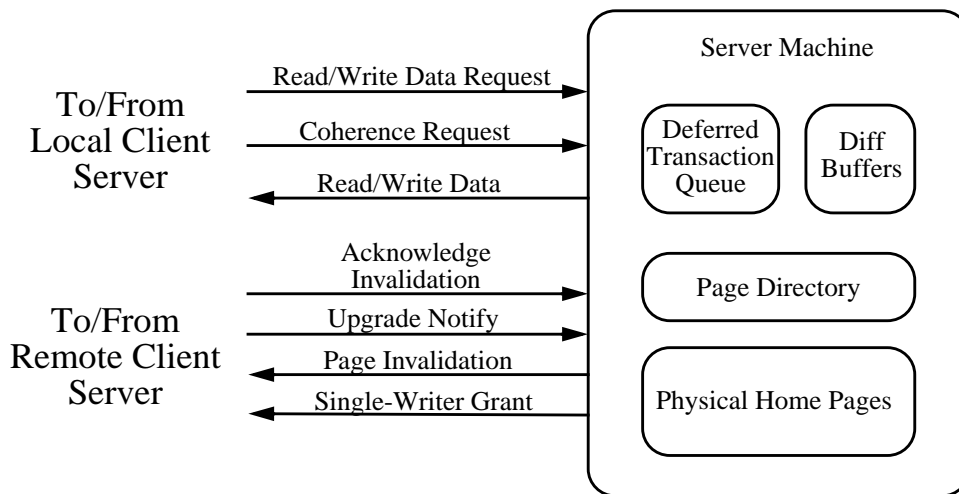 Server Machine
Read/Write Data Request
To/From
Local Client
Server
Coherence Request
Read/Write Data
Deferred
Transaction
Queue
Diff
Buffers
Acknowledge
Invalidation
Page Directory
To/From
Remote Client
Server
Upgrade Notify
Page Invalidation
Single-Writer Grant
Physical Home Pages